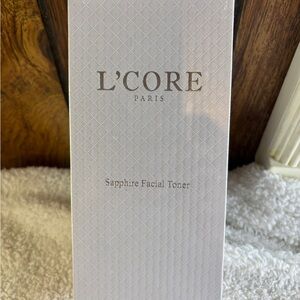 L'CORE
PARIS
Sapphire Facial Toner